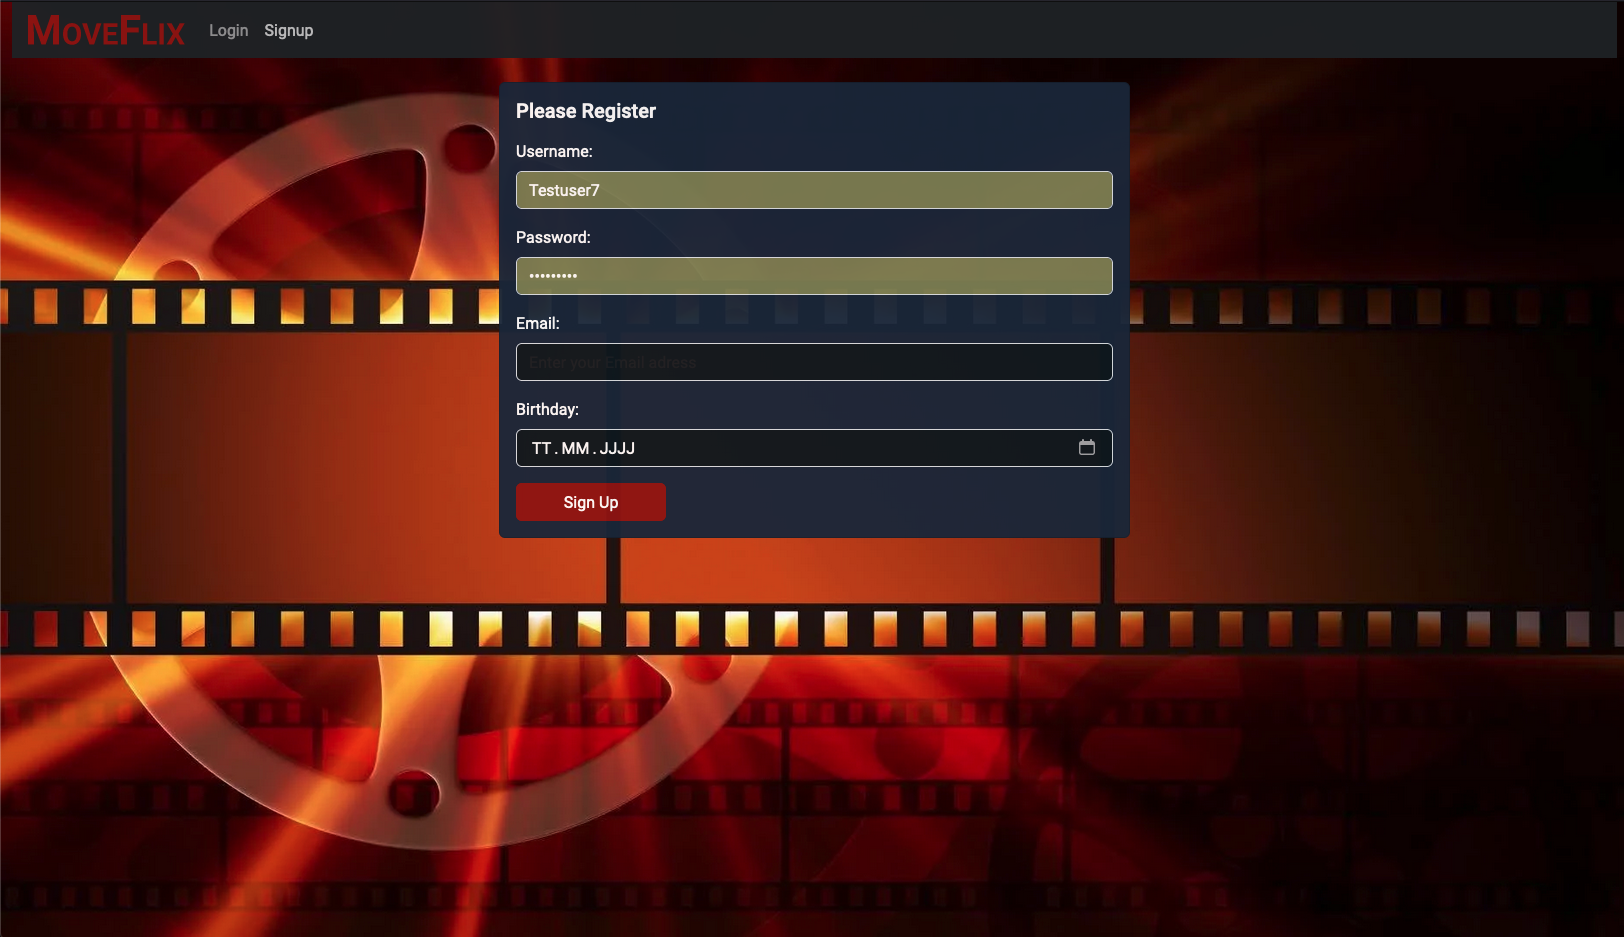 MOVEFLIX Login Signup
Please Register
Username:
Testuser7
Password:
•••••••••
Email:
Enter your Email adress
Birthday:
TT.MM.JJJJ
Sign Up